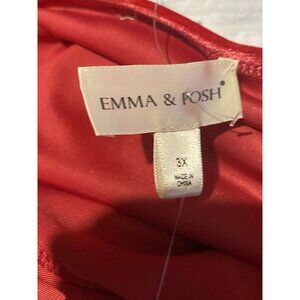 EMMA & POSH
3X
MADE IN
CHINA